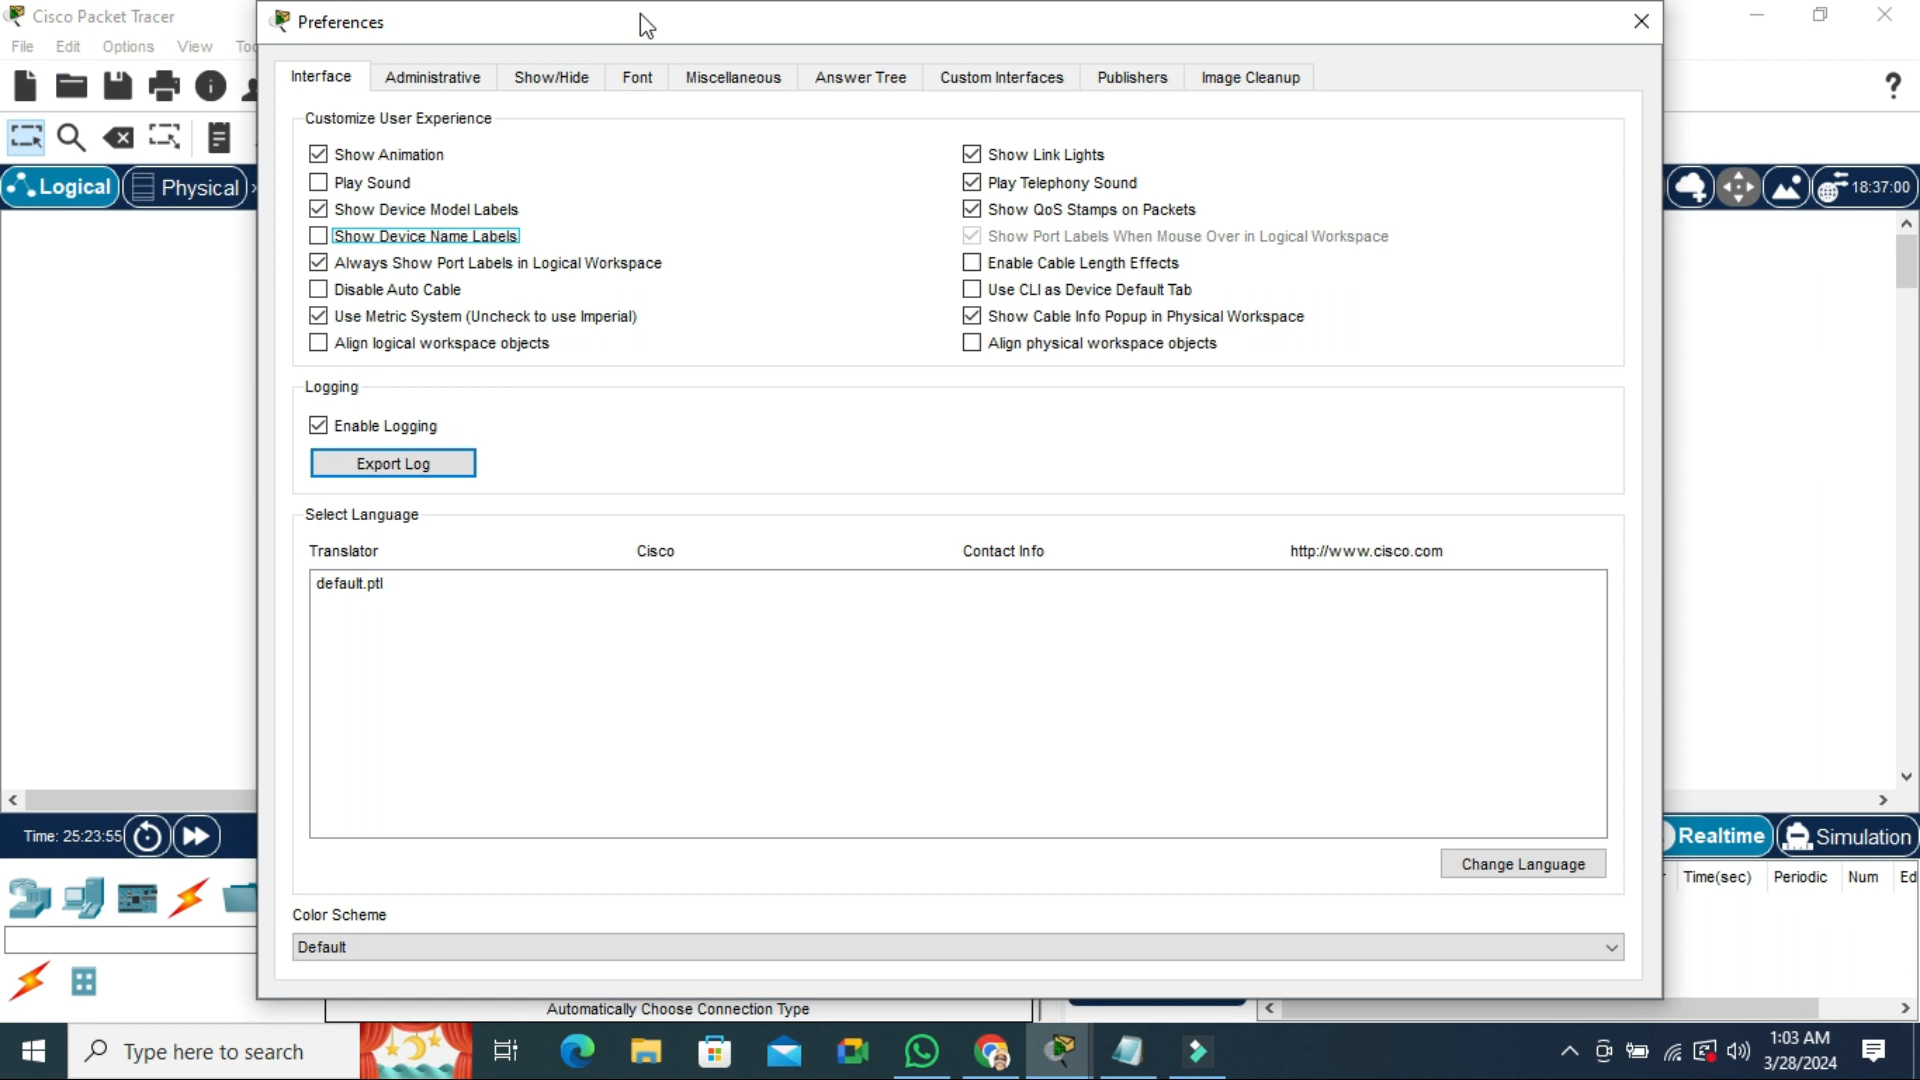 Cisco Packet Tracer
Preferences
File Edit Options View
Interface Administrative Show/Hide Font Miscellaneous Answer Tree Custom Interfaces Publishers Image Cleanup
?
Customize User Experience
Show Animation Show Link Lights
Play Sound Play Telephony Sound
Logical Physical 18:37:00
Show Device Model Labels Show QoS Stamps on Packets
Show Device Name Labels Show Port Labels When Mouse Over in Logical Workspace
Always Show Port Labels in Logical Workspace Enable Cable Length Effects
Disable Auto Cable Use CLI as Device Default Tab
Use Metric System (Uncheck to use Imperial) Show Cable Info Popup in Physical Workspace
Align logical workspace objects Align physical workspace objects
Logging
Enable Logging
Export Log
Select Language
Translator Cisco Contact Info http://www.cisco.com
default.ptl
Time: 25:23:55 Realtime Simulation
Change Language
Time(sec) Periodic Num Ed
Color Scheme
Default
Automatically Choose Connection Type
Type here to search
1:03 AM
3/28/2024